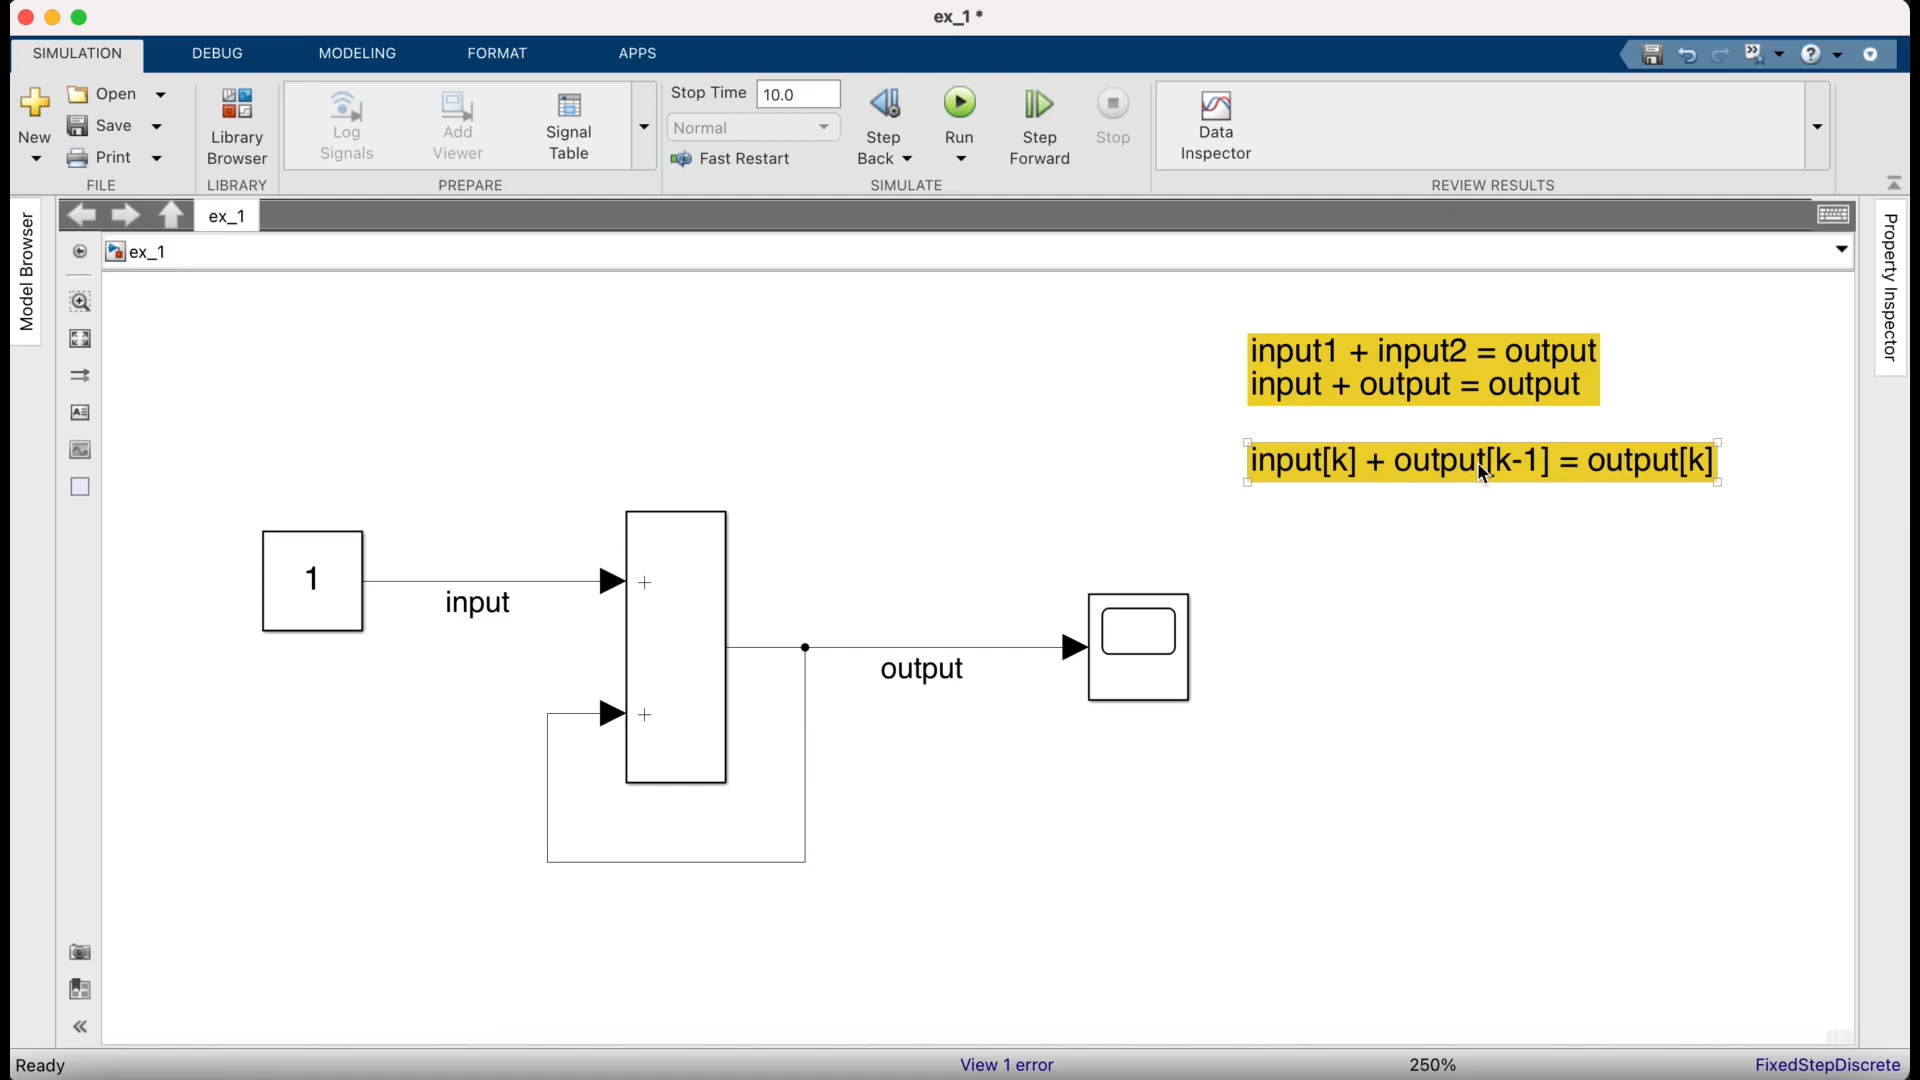 ex_1 *
SIMULATION DEBUG MODELING FORMAT APPS
New
Open
Save
Print
FILE
Library
Browser
LIBRARY
Log
Signals
Add
Viewer
Signal
Table
PREPARE
Stop Time 10.0
Normal
Fast Restart
Step
Back
Run
Step
Forward
Stop
SIMULATE
Data
Inspector
REVIEW RESULTS
Model Browser
ex_1
ex_1
Property Inspector
input1 + input2 = output
input + output = output
input[k] + output[k-1] = output[k]
1
input
+
+
output
Ready View 1 error 250% FixedStepDiscrete